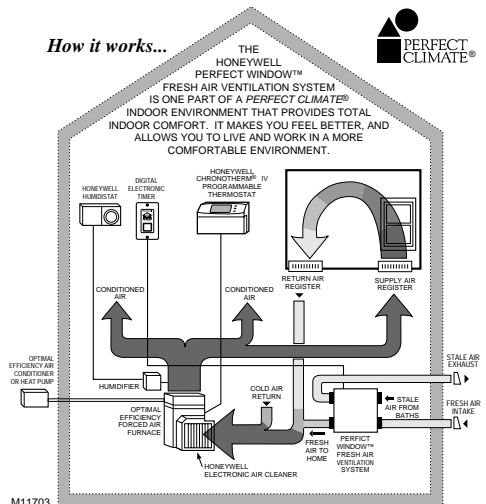 How it works...
PERFECT
CLIMATE®
THE
HONEYWELL
PERFECT WINDOW™
FRESH AIR VENTILATION SYSTEM
IS ONE PART OF A PERFECT CLIMATE®
INDOOR ENVIRONMENT THAT PROVIDES TOTAL
INDOOR COMFORT. IT MAKES YOU FEEL BETTER, AND
ALLOWS YOU TO LIVE AND WORK IN A MORE
COMFORTABLE ENVIRONMENT.
HONEYWELL
HUMIDISTAT
DIGITAL
ELECTRONIC
TIMER
HONEYWELL
CHRONOTHERM® IV
PROGRAMMABLE
THERMOSTAT
RETURN AIR
REGISTER
SUPPLY AIR
REGISTER
CONDITIONED
AIR
CONDITIONED
AIR
OPTIMAL
EFFICIENCY AIR
CONDITIONER
OR HEAT PUMP
HUMIDIFIER
OPTIMAL
EFFICIENCY
FORCED AIR
FURNACE
COLD AIR
RETURN
STALE AIR
EXHAUST
STALE
AIR FROM
BATHS
FRESH AIR
INTAKE
FRESH
AIR TO
HOME
PERFICT
WINDOW™
FRESH AIR
VENTILATION
SYSTEM
HONEYWELL
ELECTRONIC AIR CLEANER
M11703